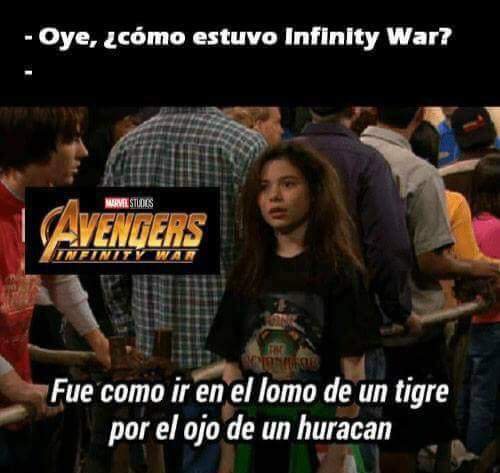 - Oye, ¿cómo estuvo Infinity War?
-
MARVEL STUDIOS
AVENGERS
INFINITY WAR
Fue como ir en el lomo de un tigre
por el ojo de un huracan